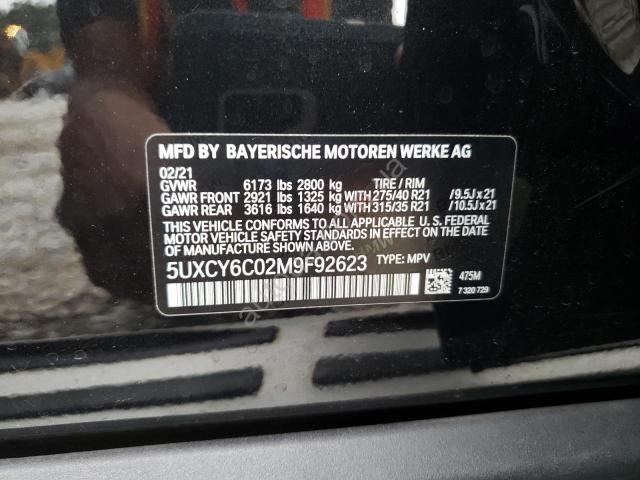 MFD BY BAYERISCHE MOTOREN WERKE AG
02/21
GVWR 6173 lbs 2800 kg TIRE / RIM
GAWR FRONT 2921 lbs 1325 kg WITH 275/40 R21 /9.5J x 21
GAWR REAR 3616 lbs 1640 kg WITH 315/35 R21 /10.5J x 21
THIS VEHICLE CONFORMS TO ALL APPLICABLE U. S. FEDERAL
MOTOR VEHICLE SAFETY STANDARDS IN EFFECT ON THE DATE
OF MANUFACTURE SHOWN ABOVE.
5UXCY6C02M9F92623 TYPE: MPV
475M
7 320 729